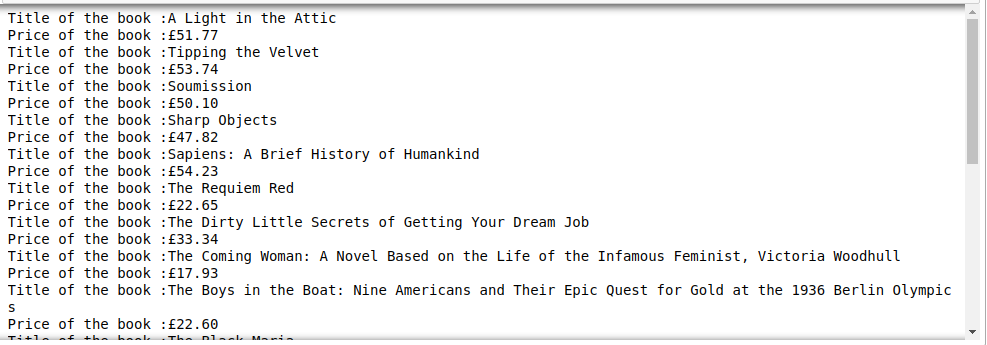 Title of the book :A Light in the Attic
Price of the book :£51.77
Title of the book :Tipping the Velvet
Price of the book :£53.74
Title of the book :Soumission
Price of the book :£50.10
Title of the book :Sharp Objects
Price of the book :£47.82
Title of the book :Sapiens: A Brief History of Humankind
Price of the book :£54.23
Title of the book :The Requiem Red
Price of the book :£22.65
Title of the book :The Dirty Little Secrets of Getting Your Dream Job
Price of the book :£33.34
Title of the book :The Coming Woman: A Novel Based on the Life of the Infamous Feminist, Victoria Woodhull
Price of the book :£17.93
Title of the book :The Boys in the Boat: Nine Americans and Their Epic Quest for Gold at the 1936 Berlin Olympic
s
Price of the book :£22.60
Title of the book :The Black Maria